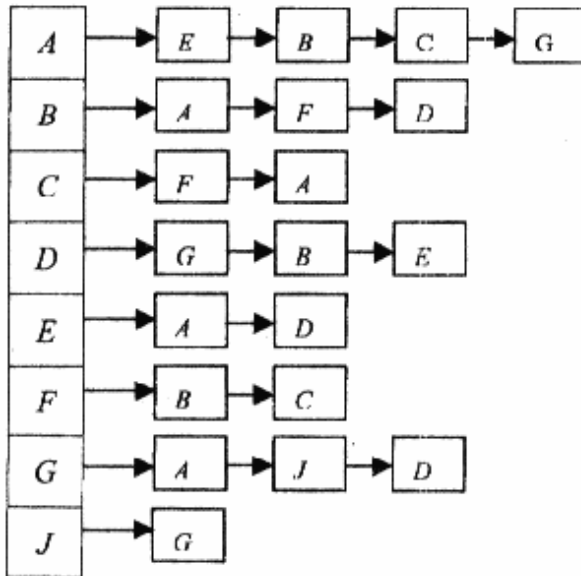 A E B C G
B A F D
C F A
D G B E
E A D
F B C
G A J D
J G